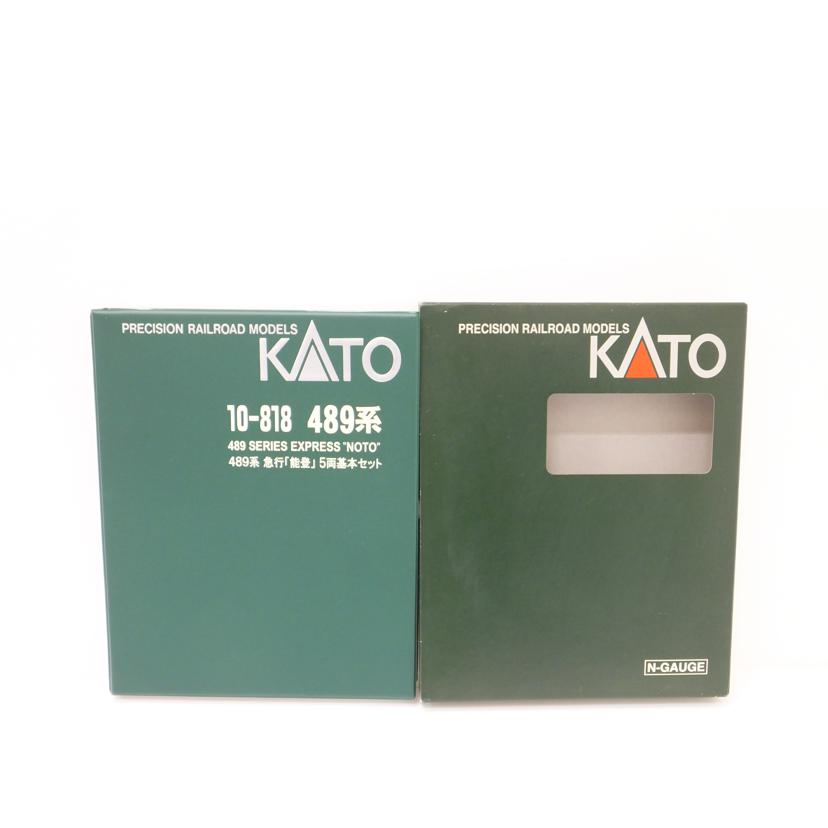 PRECISION RAILROAD MODELS
KATO
10-818 489系
489 SERIES EXPRESS "NOTO"
489系 急行「能登」5両基本セット
PRECISION RAILROAD MODELS
KATO
N-GAUGE